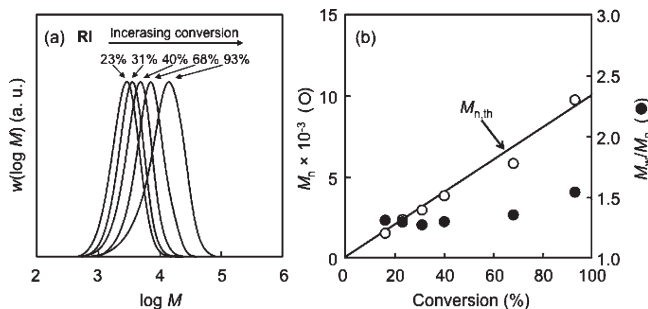 (a) RI Incerasing conversion
23% 31% 40% 68% 93%
w(log M) (a. u.)
2 3 4 5 6
log M
(b)
15
10
5
0
Mn × 10-3 (O)
Mn,th
3.0
2.5
2.0
1.5
1.0
Mw/Mn (●)
0 20 40 60 80 100
Conversion (%)